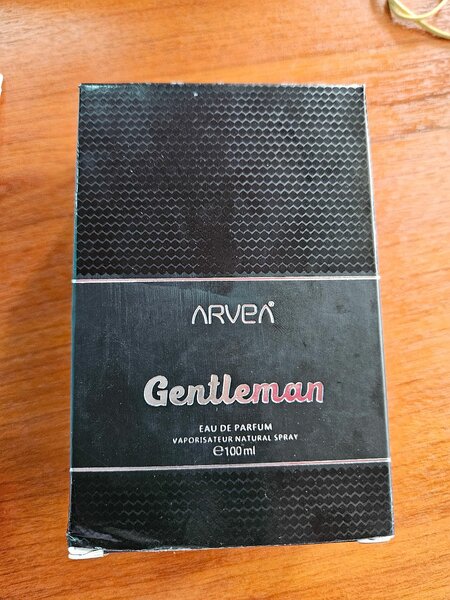 ARVEA®
Gentleman
EAU DE PARFUM
VAPORISATEUR NATURAL SPRAY
℮100ml